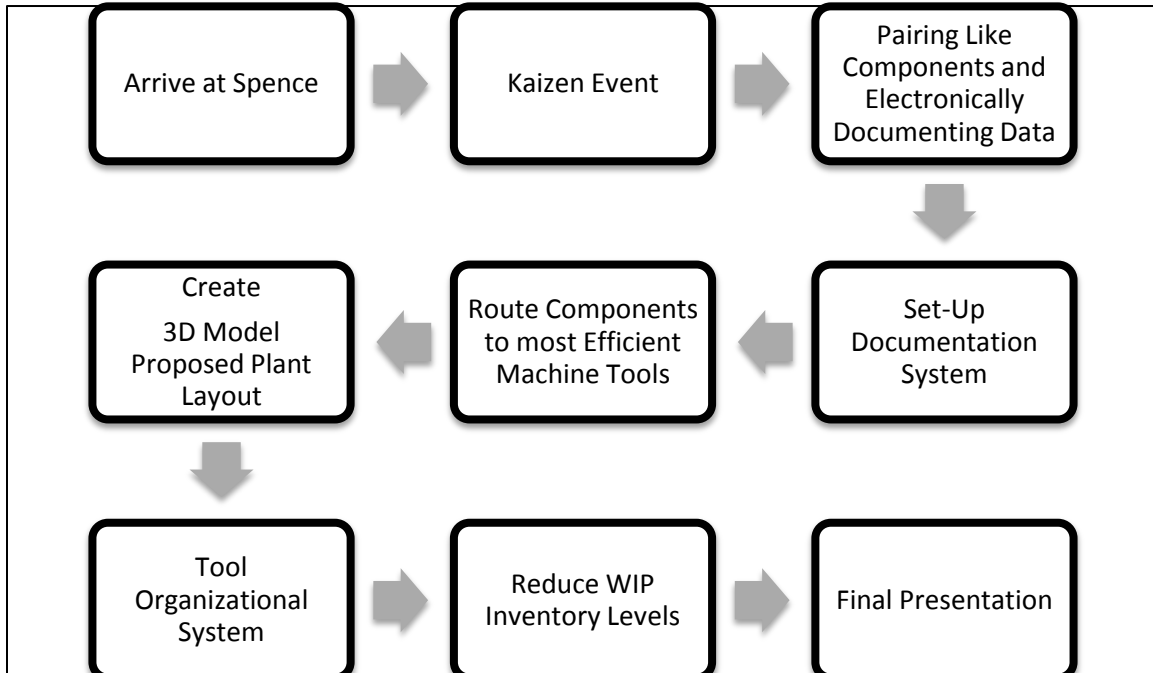 Arrive at Spence
Kaizen Event
Pairing Like
Components and
Electronically
Documenting Data
Set-Up
Documentation
System
Route Components
to most Efficient
Machine Tools
Create
3D Model
Proposed Plant
Layout
Tool
Organizational
System
Reduce WIP
Inventory Levels
Final Presentation